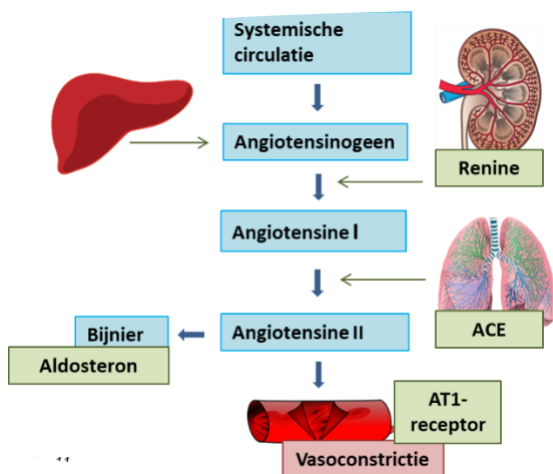 Systemische
circulatie
Angiotensinogeen
Renine
Angiotensine I
ACE
Bijnier
Angiotensine II
Aldosteron
AT1-
receptor
Vasoconstrictie